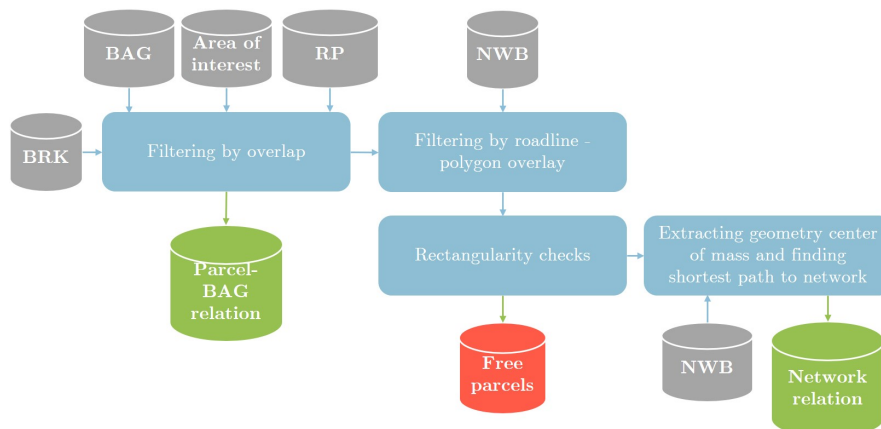 BAG
Area of
interest
RP
NWB
BRK
Filtering by overlap
Filtering by roadline -
polygon overlay
Parcel-
BAG
relation
Rectangularity checks
Extracting geometry center
of mass and finding
shortest path to network
Free
parcels
NWB
Network
relation